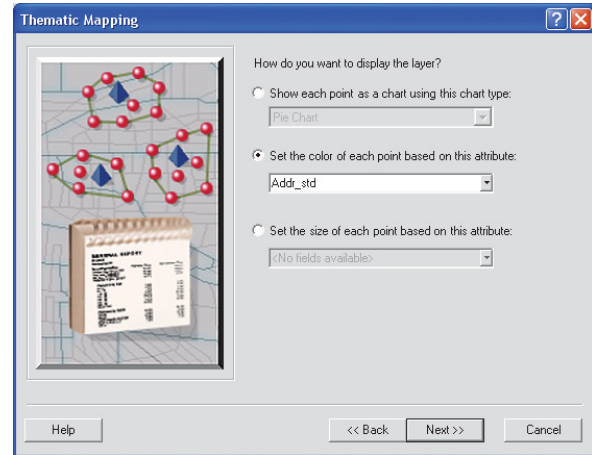 Thematic Mapping
How do you want to display the layer?
Show each point as a chart using this chart type:
Pie Chart
Set the color of each point based on this attribute:
Addr_std
Set the size of each point based on this attribute:
<No fields available>
GENERAL REPORT
Help
<< Back
Next >>
Cancel